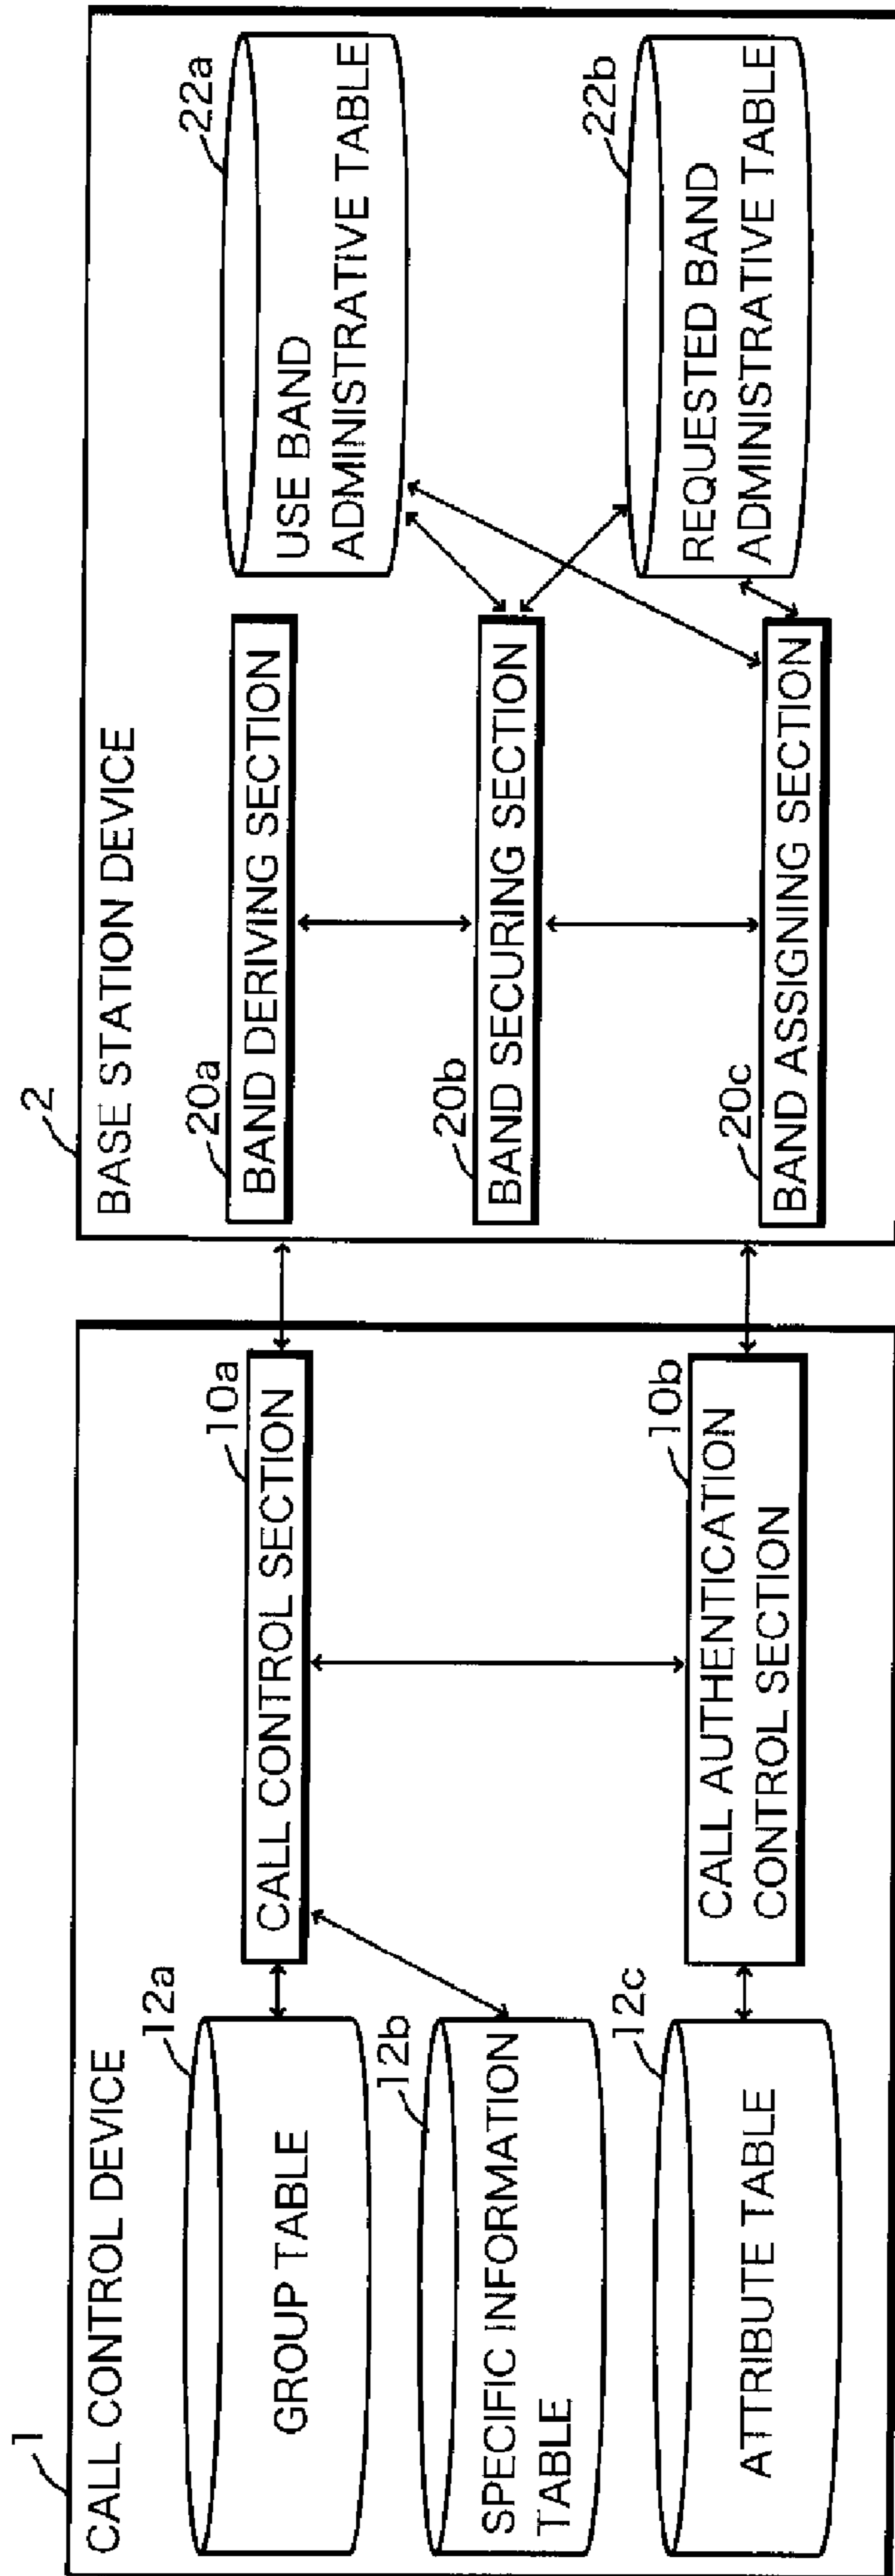 1
CALL CONTROL DEVICE
12a
GROUP TABLE
12b
SPECIFIC INFORMATION
TABLE
12c
ATTRIBUTE TABLE
10a
CALL CONTROL SECTION
10b
CALL AUTHENTICATION
CONTROL SECTION
2
BASE STATION DEVICE
20a
BAND DERIVING SECTION
20b
BAND SECURING SECTION
20c
BAND ASSIGNING SECTION
22a
USE BAND
ADMINISTRATIVE TABLE
22b
REQUESTED BAND
ADMINISTRATIVE TABLE